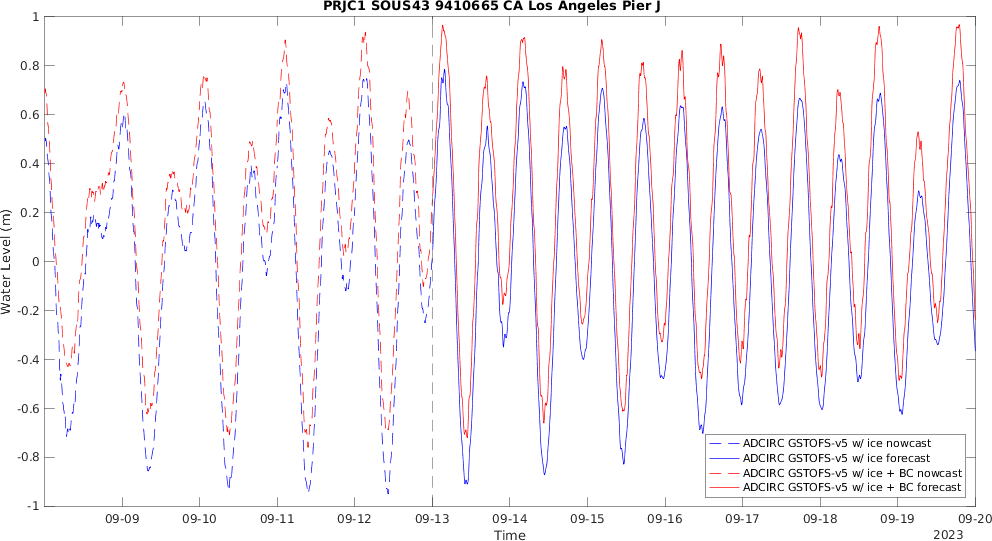 PRJC1 SOUS43 9410665 CA Los Angeles Pier J
Water Level (m)
1
0.8
0.6
0.4
0.2
0
-0.2
-0.4
-0.6
-0.8
-1
09-09 09-10 09-11 09-12 09-13 09-14 09-15 09-16 09-17 09-18 09-19 09-20
Time
2023
ADCIRC GSTOFS-v5 w/ ice nowcast
ADCIRC GSTOFS-v5 w/ ice forecast
ADCIRC GSTOFS-v5 w/ ice + BC nowcast
ADCIRC GSTOFS-v5 w/ ice + BC forecast